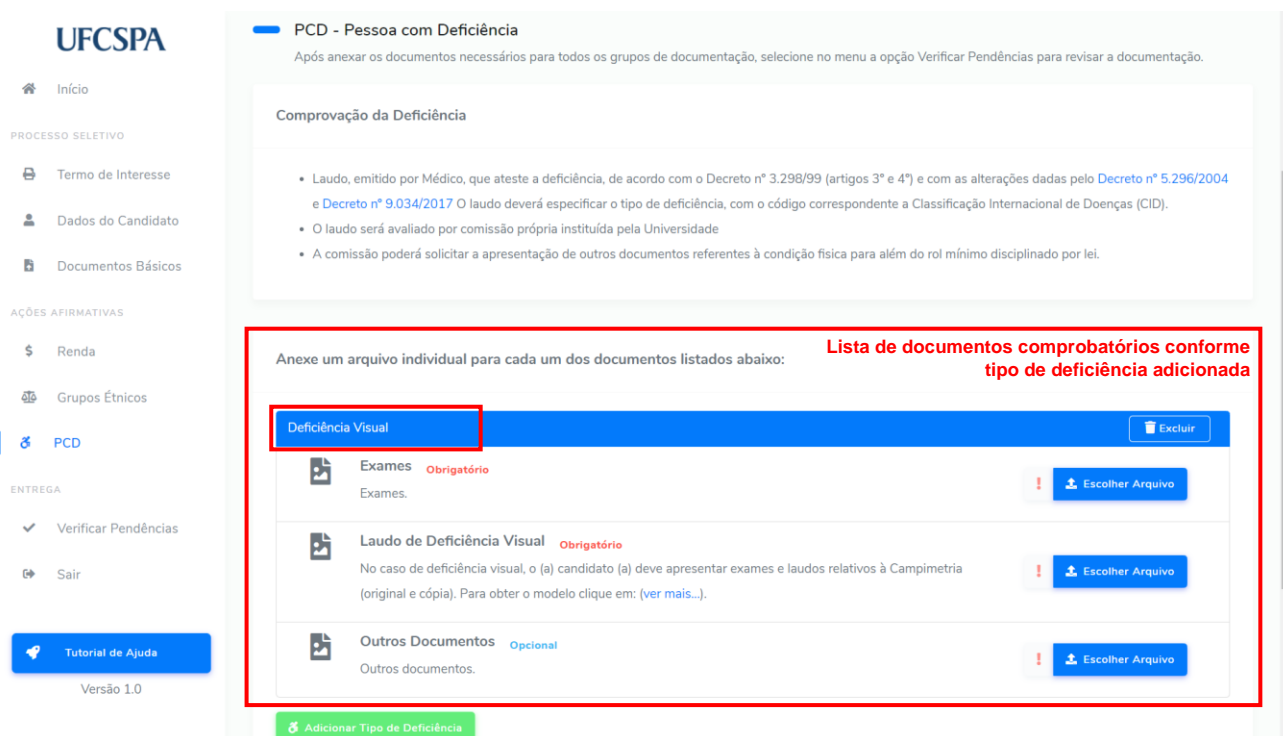 UFCSPA
Início
PROCESSO SELETIVO
Termo de Interesse
Dados do Candidato
Documentos Básicos
AÇÕES AFIRMATIVAS
Renda
Grupos Étnicos
PCD
ENTREGA
Verificar Pendências
Sair
Tutorial de Ajuda
Versão 1.0
PCD - Pessoa com Deficiência
Após anexar os documentos necessários para todos os grupos de documentação, selecione no menu a opção Verificar Pendências para revisar a documentação.
Comprovação da Deficiência
• Laudo, emitido por Médico, que ateste a deficiência, de acordo com o Decreto nº 3.298/99 (artigos 3º e 4º) e com as alterações dadas pelo Decreto nº 5.296/2004
e Decreto nº 9.034/2017 O laudo deverá especificar o tipo de deficiência, com o código correspondente a Classificação Internacional de Doenças (CID).
• O laudo será avaliado por comissão própria instituída pela Universidade
• A comissão poderá solicitar a apresentação de outros documentos referentes à condição física para além do rol mínimo disciplinado por lei.
Anexe um arquivo individual para cada um dos documentos listados abaixo:
Lista de documentos comprobatórios conforme
tipo de deficiência adicionada
Deficiência Visual
Excluir
Exames Obrigatório
Exames.
! Escolher Arquivo
Laudo de Deficiência Visual Obrigatório
No caso de deficiência visual, o (a) candidato (a) deve apresentar exames e laudos relativos à Campimetria
(original e cópia). Para obter o modelo clique em: (ver mais...).
! Escolher Arquivo
Outros Documentos Opcional
Outros documentos.
! Escolher Arquivo
Adicionar Tipo de Deficiência